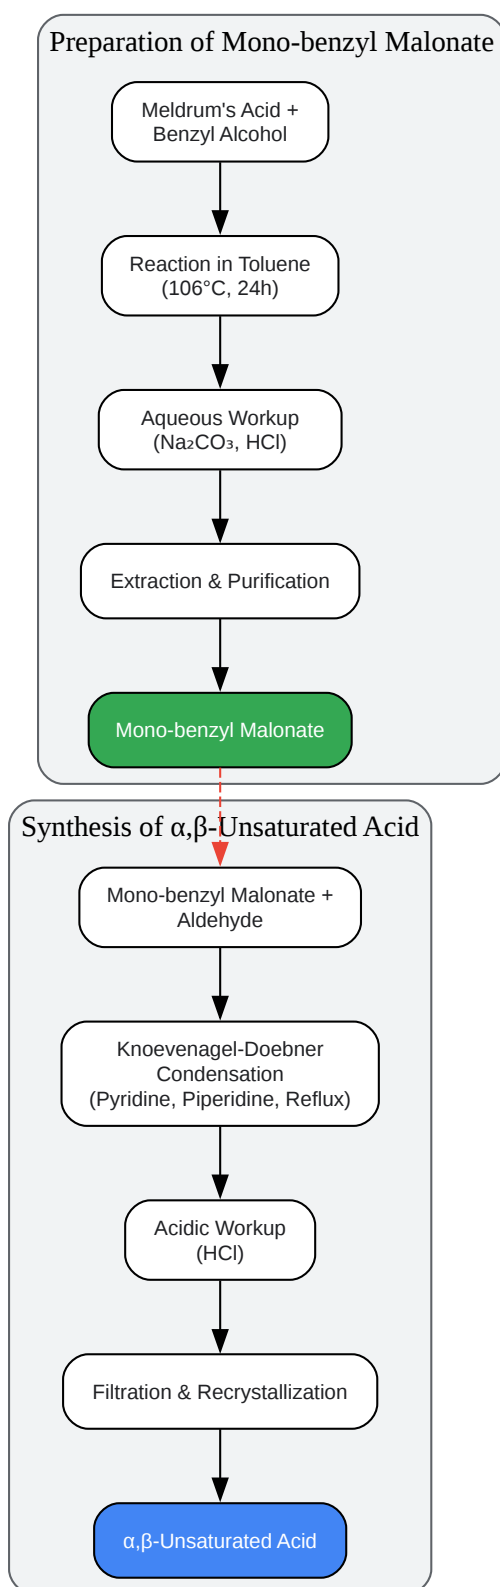 Preparation of Mono-benzyl Malonate
Meldrum's Acid +
Benzyl Alcohol
Reaction in Toluene
(106°C, 24h)
Aqueous Workup
(Na₂CO₃, HCl)
Extraction & Purification
Mono-benzyl Malonate
Synthesis of α,β-Unsaturated Acid
Mono-benzyl Malonate +
Aldehyde
Knoevenagel-Doebner
Condensation
(Pyridine, Piperidine, Reflux)
Acidic Workup
(HCl)
Filtration & Recrystallization
α,β-Unsaturated Acid